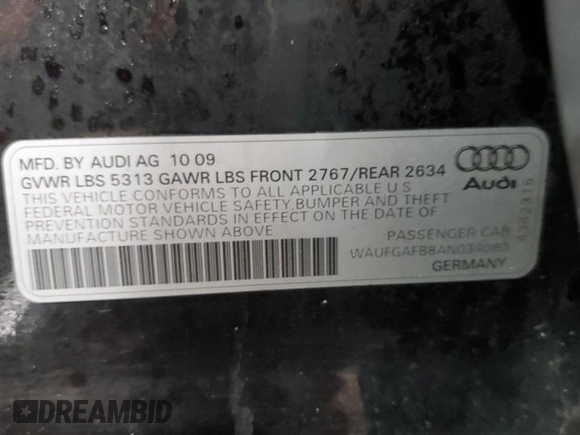 MFD. BY AUDI AG 10 09
GVWR LBS 5313 GAWR LBS FRONT 2767/REAR 2634
THIS VEHICLE CONFORMS TO ALL APPLICABLE U S
FEDERAL MOTOR VEHICLE SAFETY,BUMPER AND THEFT
PREVENTION STANDARDS IN EFFECT ON THE DATE OF
MANUFACTURE SHOWN ABOVE
Audi
4342315
PASSENGER CAR
WAUFGAFB8AN034080
GERMANY
DREAMBID